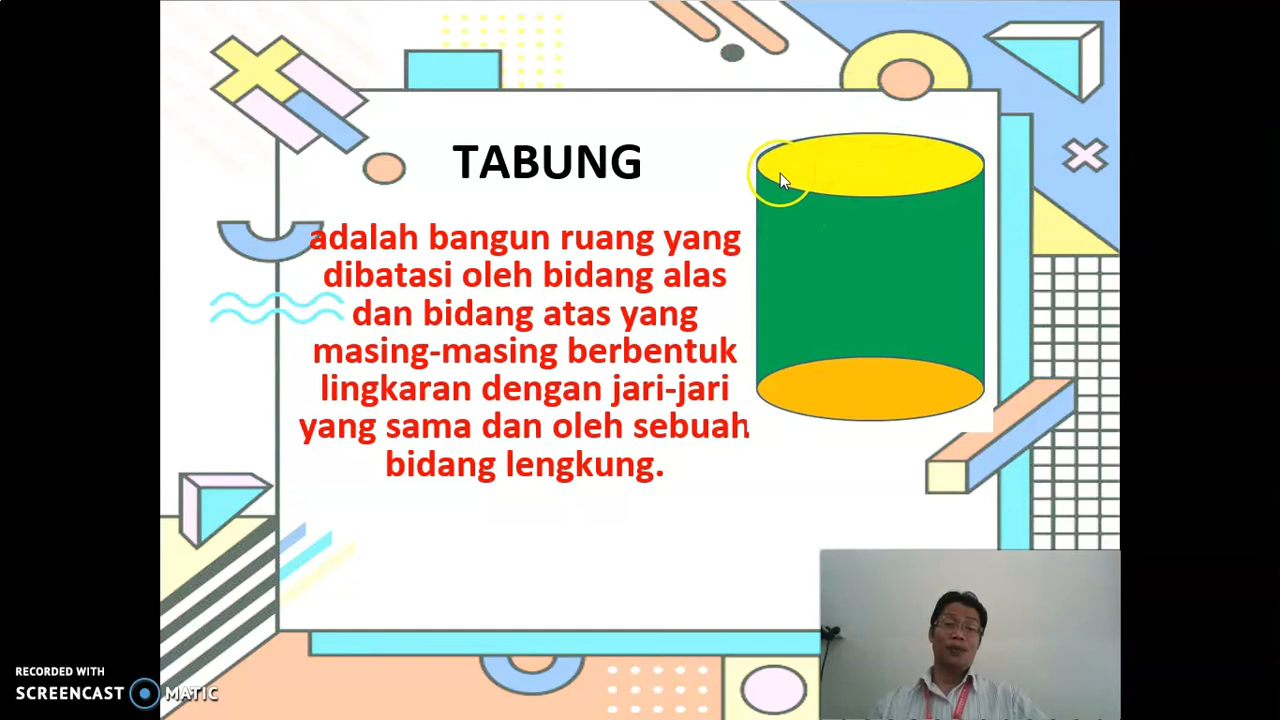 TABUNG
adalah bangun ruang yang
dibatasi oleh bidang alas
dan bidang atas yang
masing-masing berbentuk
lingkaran dengan jari-jari
yang sama dan oleh sebuah
bidang lengkung.
RECORDED WITH
SCREENCAST MATIC